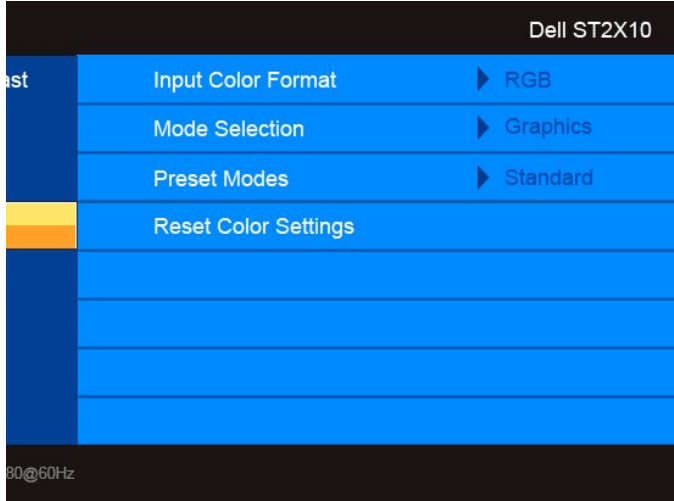 Dell ST2X10
ast
Input Color Format RGB
Mode Selection Graphics
Preset Modes Standard
Reset Color Settings
80@60Hz